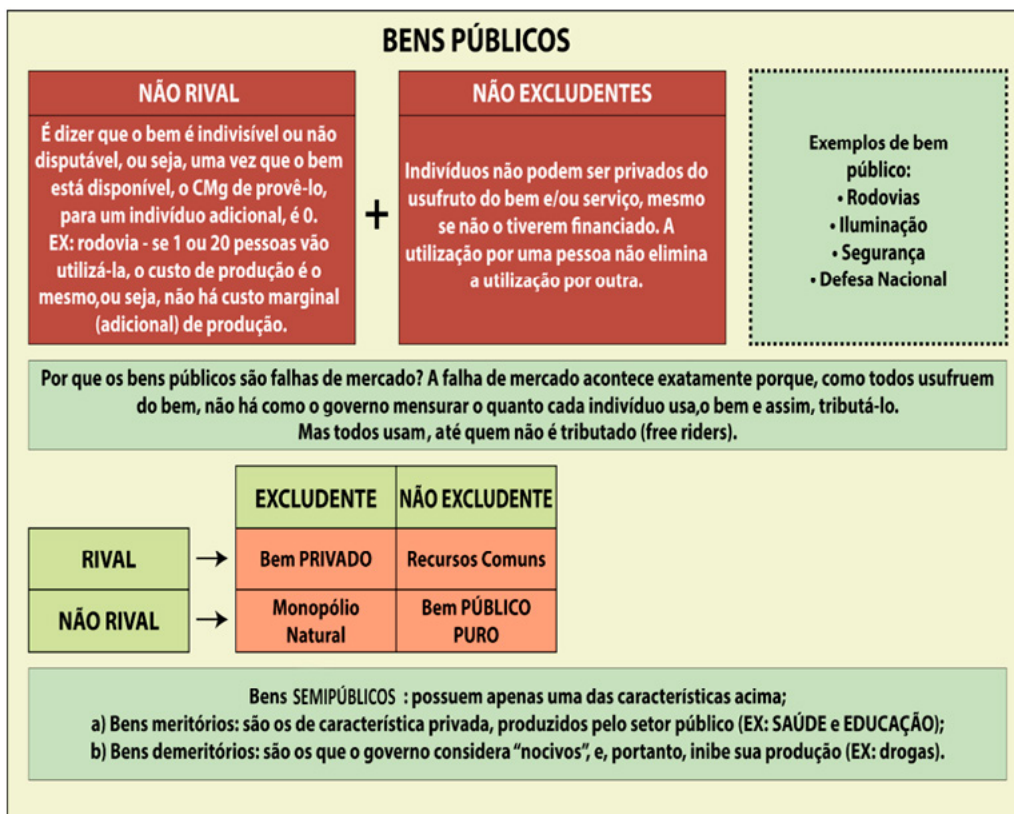 BENS PÚBLICOS
NÃO RIVAL
É dizer que o bem é indivisível ou não
disputável, ou seja, uma vez que o bem
está disponível, o CMg de provê-lo,
para um indivíduo adicional, é 0.
EX: rodovia - se 1 ou 20 pessoas vão
utilizá-la, o custo de produção é o
mesmo,ou seja, não há custo marginal
(adicional) de produção.
+
NÃO EXCLUDENTES
Indivíduos não podem ser privados do
usufruto do bem e/ou serviço, mesmo
se não o tiverem financiado. A
utilização por uma pessoa não elimina
a utilização por outra.
Exemplos de bem
público:
• Rodovias
• Iluminação
• Segurança
• Defesa Nacional
Por que os bens públicos são falhas de mercado? A falha de mercado acontece exatamente porque, como todos usufruem
do bem, não há como o governo mensurar o quanto cada indivíduo usa,o bem e assim, tributá-lo.
Mas todos usam, até quem não é tributado (free riders).
EXCLUDENTE NÃO EXCLUDENTE
RIVAL → Bem PRIVADO Recursos Comuns
NÃO RIVAL → Monopólio Natural Bem PÚBLICO PURO
Bens SEMIPÚBLICOS : possuem apenas uma das características acima;
a) Bens meritórios: são os de característica privada, produzidos pelo setor público (EX: SAÚDE e EDUCAÇÃO);
b) Bens demeritórios: são os que o governo considera "nocivos", e, portanto, inibe sua produção (EX: drogas).